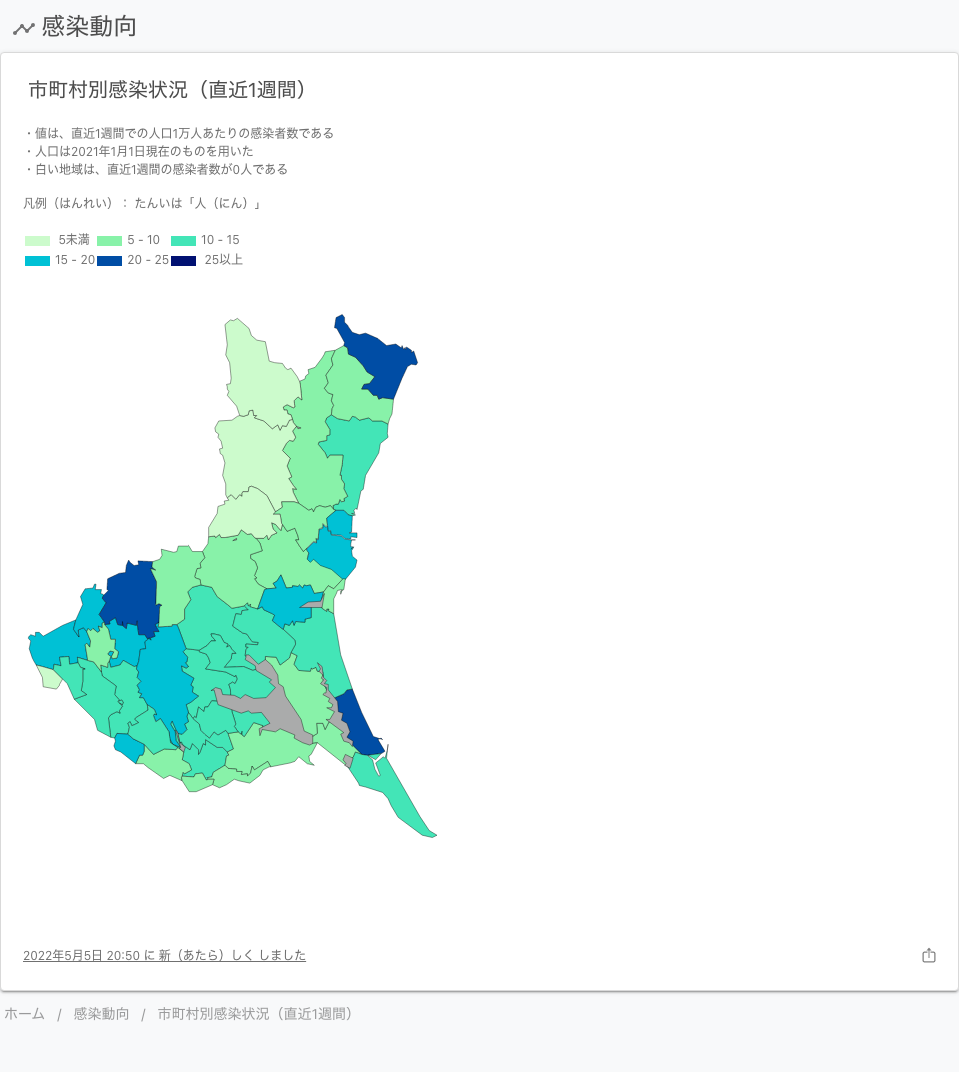 感染動向
市町村別感染状況（直近1週間）
・値は、直近1週間での人口1万人あたりの感染者数である
・人口は2021年1月1日現在のものを用いた
・白い地域は、直近1週間の感染者数が0人である
凡例（はんれい）： たんいは「人（にん）」
5未満 5 - 10 10 - 15
15 - 20 20 - 25 25以上
2022年5月5日 20:50 に 新（あたら）しく しました
ホーム / 感染動向 / 市町村別感染状況（直近1週間）